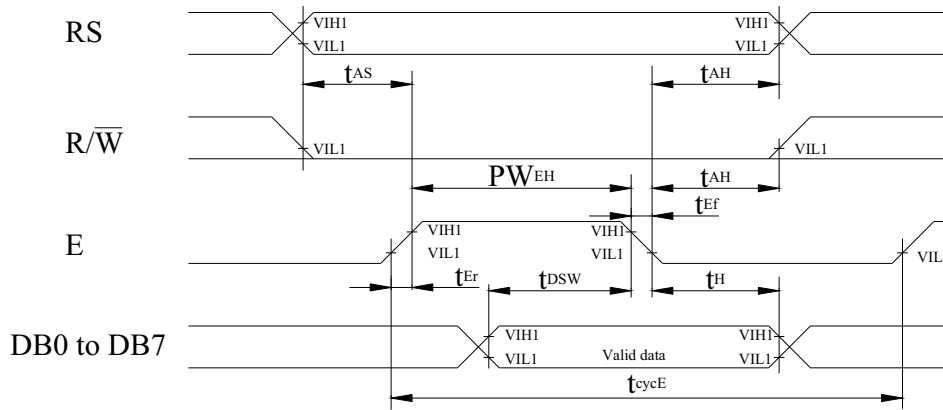 RS
VIH1
VIL1
VIH1
VIL1
tAS
tAH
R/W̅
VIL1
VIL1
PWEH
tAH
tEf
E
VIH1
VIL1
VIH1
VIL1
VIL
tEr
tDSW
tH
DB0 to DB7
VIH1
VIL1
Valid data
VIH1
VIL1
tcycE